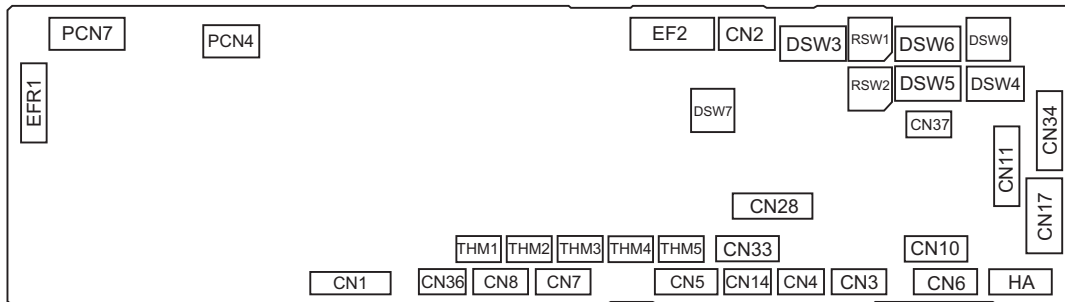 PCN7
PCN4
EF2
CN2
DSW3
RSW1
DSW6
DSW9
EFR1
RSW2
DSW5
DSW4
DSW7
CN37
CN34
CN11
CN17
CN28
THM1
THM2
THM3
THM4
THM5
CN33
CN10
CN1
CN36
CN8
CN7
CN5
CN14
CN4
CN3
CN6
HA